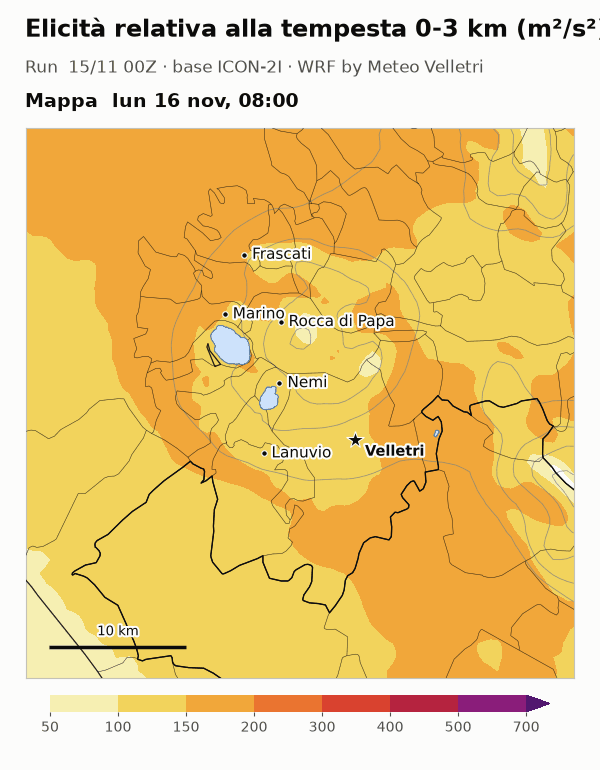 Elicità relativa alla tempesta 0-3 km (m²/s²)
Run 15/11 00Z · base ICON-2I · WRF by Meteo Velletri
Mappa lun 16 nov, 08:00
Frascati
Marino
Rocca di Papa
Nemi
Lanuvio
Velletri
10 km
50 100 150 200 300 400 500 700